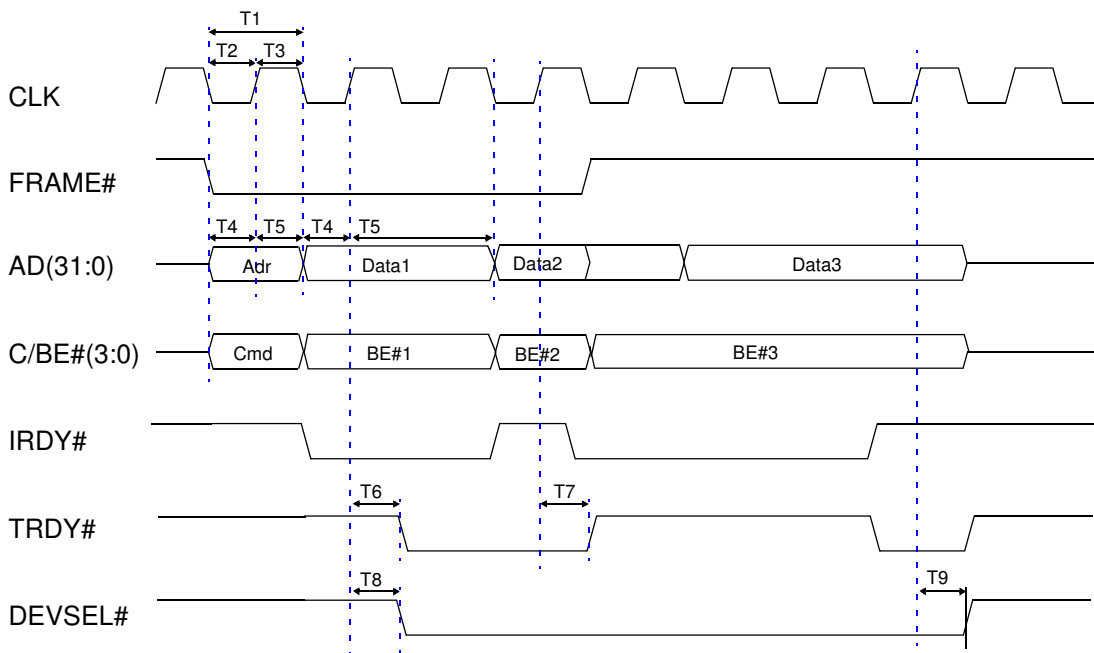 T1
T2 T3
CLK
FRAME#
T4 T5 T4 T5
AD(31:0) Adr Data1 Data2 Data3
C/BE#(3:0) Cmd BE#1 BE#2 BE#3
IRDY#
T6 T7
TRDY#
T8 T9
DEVSEL#